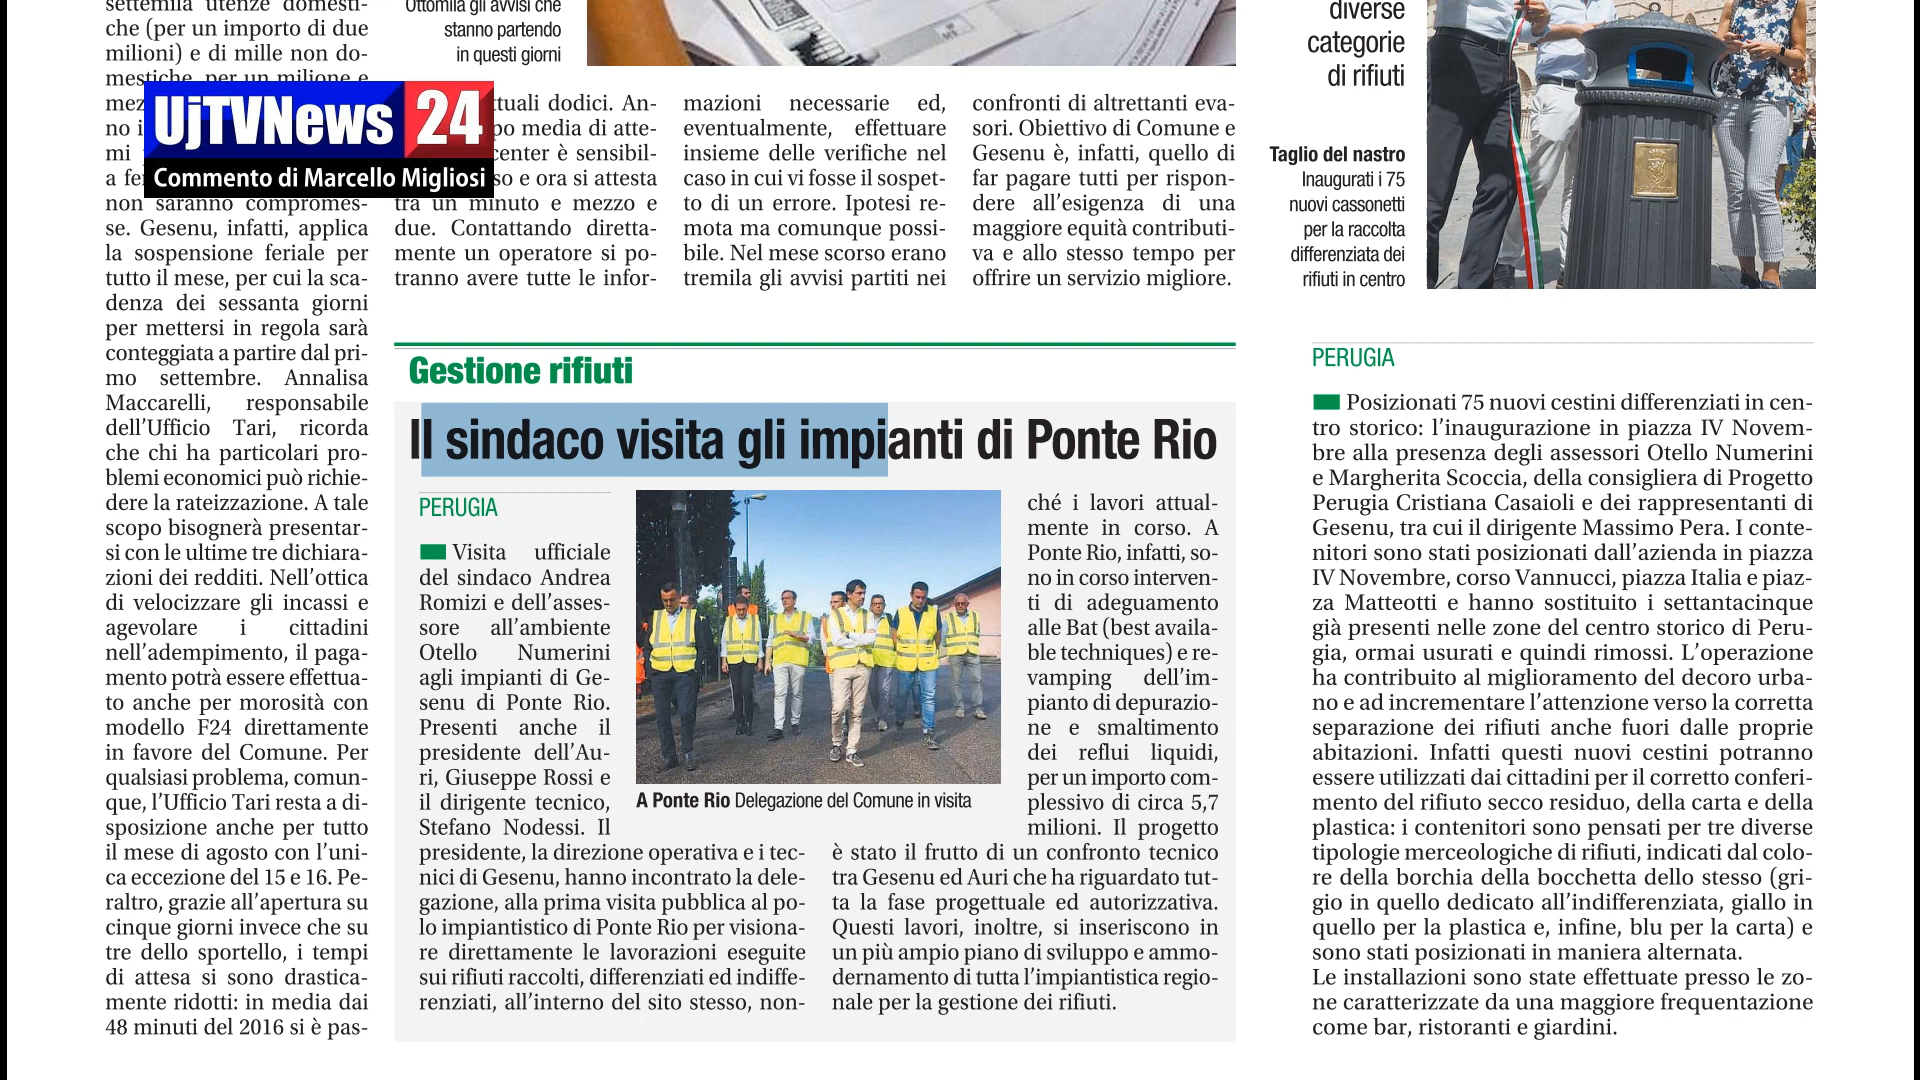 settemila utenze domesti-
che (per un importo di due
milioni) e di mille non do-
mestiche, per un milione e
mez
no i
mi
a fe
non saranno compromes-
se. Gesenu, infatti, applica
la sospensione feriale per
tutto il mese, per cui la sca-
denza dei sessanta giorni
per mettersi in regola sarà
conteggiata a partire dal pri-
mo settembre. Annalisa
Maccarelli, responsabile
dell'Ufficio Tari, ricorda
che chi ha particolari pro-
blemi economici può richie-
dere la rateizzazione. A tale
scopo bisognerà presentar-
si con le ultime tre dichiara-
zioni dei redditi. Nell'ottica
di velocizzare gli incassi e
agevolare i cittadini
nell'adempimento, il paga-
mento potrà essere effettua-
to anche per morosità con
modello F24 direttamente
in favore del Comune. Per
qualsiasi problema, comun-
que, l'Ufficio Tari resta a di-
sposizione anche per tutto
il mese di agosto con l'uni-
ca eccezione del 15 e 16. Pe-
raltro, grazie all'apertura su
cinque giorni invece che su
tre dello sportello, i tempi
di attesa si sono drastica-
mente ridotti: in media dai
48 minuti del 2016 si è pas-
UjTVNews 24
Commento di Marcello Migliosi
Ottomila gli avvisi che
stanno partendo
in questi giorni
tuali dodici. An-
po media di atte-
center è sensibil-
so e ora si attesta
tra un minuto e mezzo e
due. Contattando diretta-
mente un operatore si po-
tranno avere tutte le infor-
mazioni necessarie ed,
eventualmente, effettuare
insieme delle verifiche nel
caso in cui vi fosse il sospet-
to di un errore. Ipotesi re-
mota ma comunque possi-
bile. Nel mese scorso erano
tremila gli avvisi partiti nei
confronti di altrettanti eva-
sori. Obiettivo di Comune e
Gesenu è, infatti, quello di
far pagare tutti per rispon-
dere all'esigenza di una
maggiore equità contributi-
va e allo stesso tempo per
offrire un servizio migliore.
diverse
categorie
di rifiuti
Taglio del nastro
Inaugurati i 75
nuovi cassonetti
per la raccolta
differenziata dei
rifiuti in centro
Gestione rifiuti
Il sindaco visita gli impianti di Ponte Rio
PERUGIA
Visita ufficiale
del sindaco Andrea
Romizi e dell'asses-
sore all'ambiente
Otello Numerini
agli impianti di Ge-
senu di Ponte Rio.
Presenti anche il
presidente dell'Au-
ri, Giuseppe Rossi e
il dirigente tecnico,
Stefano Nodessi. Il
presidente, la direzione operativa e i tec-
nici di Gesenu, hanno incontrato la dele-
gazione, alla prima visita pubblica al po-
lo impiantistico di Ponte Rio per visiona-
re direttamente le lavorazioni eseguite
sui rifiuti raccolti, differenziati ed indiffe-
renziati, all'interno del sito stesso, non-
A Ponte Rio Delegazione del Comune in visita
ché i lavori attual-
mente in corso. A
Ponte Rio, infatti, so-
no in corso interven-
ti di adeguamento
alle Bat (best availa-
ble techniques) e re-
vamping dell'im-
pianto di depurazio-
ne e smaltimento
dei reflui liquidi,
per un importo com-
plessivo di circa 5,7
milioni. Il progetto
è stato il frutto di un confronto tecnico
tra Gesenu ed Auri che ha riguardato tut-
ta la fase progettuale ed autorizzativa.
Questi lavori, inoltre, si inseriscono in
un più ampio piano di sviluppo e ammo-
dernamento di tutta l'impiantistica regio-
nale per la gestione dei rifiuti.
PERUGIA
Posizionati 75 nuovi cestini differenziati in cen-
tro storico: l'inaugurazione in piazza IV Novem-
bre alla presenza degli assessori Otello Numerini
e Margherita Scoccia, della consigliera di Progetto
Perugia Cristiana Casaioli e dei rappresentanti di
Gesenu, tra cui il dirigente Massimo Pera. I conte-
nitori sono stati posizionati dall'azienda in piazza
IV Novembre, corso Vannucci, piazza Italia e piaz-
za Matteotti e hanno sostituito i settantacinque
già presenti nelle zone del centro storico di Peru-
gia, ormai usurati e quindi rimossi. L'operazione
ha contribuito al miglioramento del decoro urba-
no e ad incrementare l'attenzione verso la corretta
separazione dei rifiuti anche fuori dalle proprie
abitazioni. Infatti questi nuovi cestini potranno
essere utilizzati dai cittadini per il corretto conferi-
mento del rifiuto secco residuo, della carta e della
plastica: i contenitori sono pensati per tre diverse
tipologie merceologiche di rifiuti, indicati dal colo-
re della borchia della bocchetta dello stesso (gri-
gio in quello dedicato all'indifferenziata, giallo in
quello per la plastica e, infine, blu per la carta) e
sono stati posizionati in maniera alternata.
Le installazioni sono state effettuate presso le zo-
ne caratterizzate da una maggiore frequentazione
come bar, ristoranti e giardini.